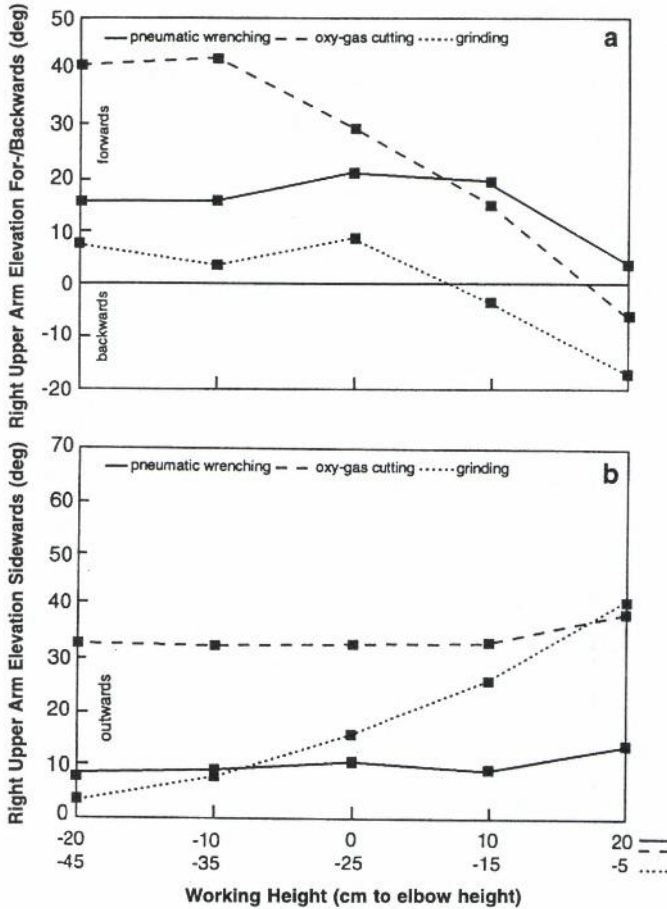 Right Upper Arm Elevation For-/Backwards (deg)
50
40
30
20
10
0
-10
-20
forwards
backwards
pneumatic wrenching oxy-gas cutting grinding
a
Right Upper Arm Elevation Sidewards (deg)
70
60
50
40
30
20
10
0
outwards
pneumatic wrenching oxy-gas cutting grinding
b
-20 -10 0 10 20
-45 -35 -25 -15 -5
Working Height (cm to elbow height)